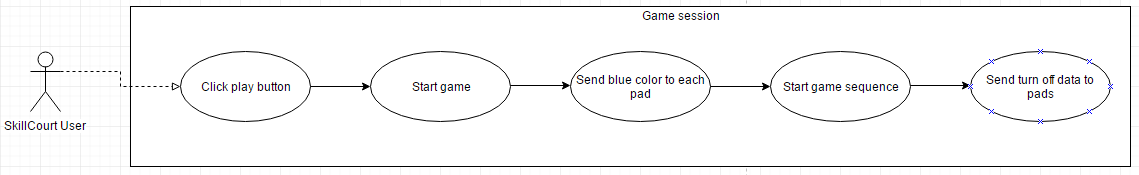 Game session
SkillCourt User
Click play button
Start game
Send blue color to each
pad
Start game sequence
Send turn off data to
pads